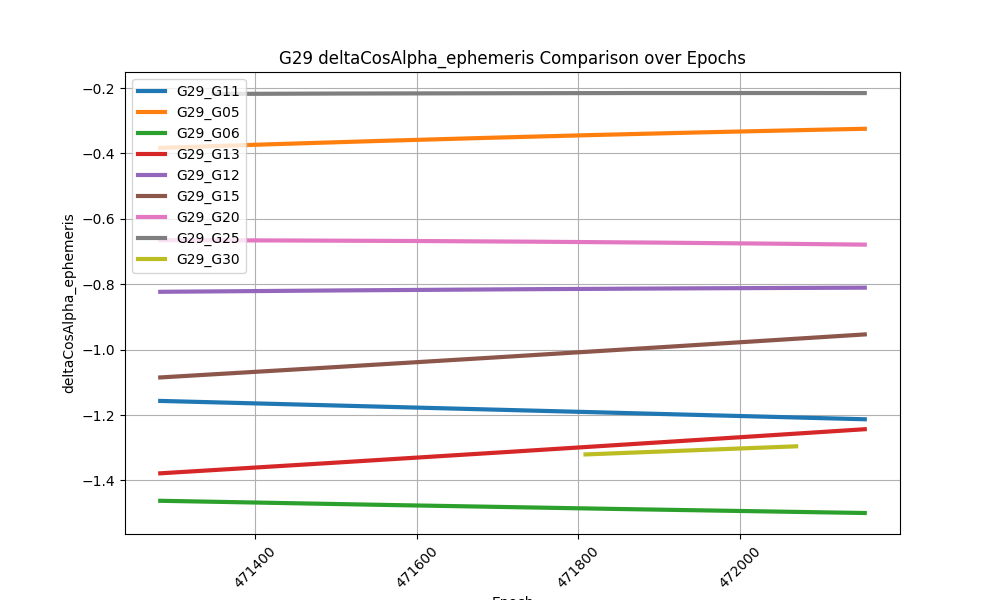 G29 deltaCosAlpha_ephemeris Comparison over Epochs
deltaCosAlpha_ephemeris
−0.2
−0.4
−0.6
−0.8
−1.0
−1.2
−1.4
G29_G11
G29_G05
G29_G06
G29_G13
G29_G12
G29_G15
G29_G20
G29_G25
G29_G30
471400
471600
471800
472000
Epoch